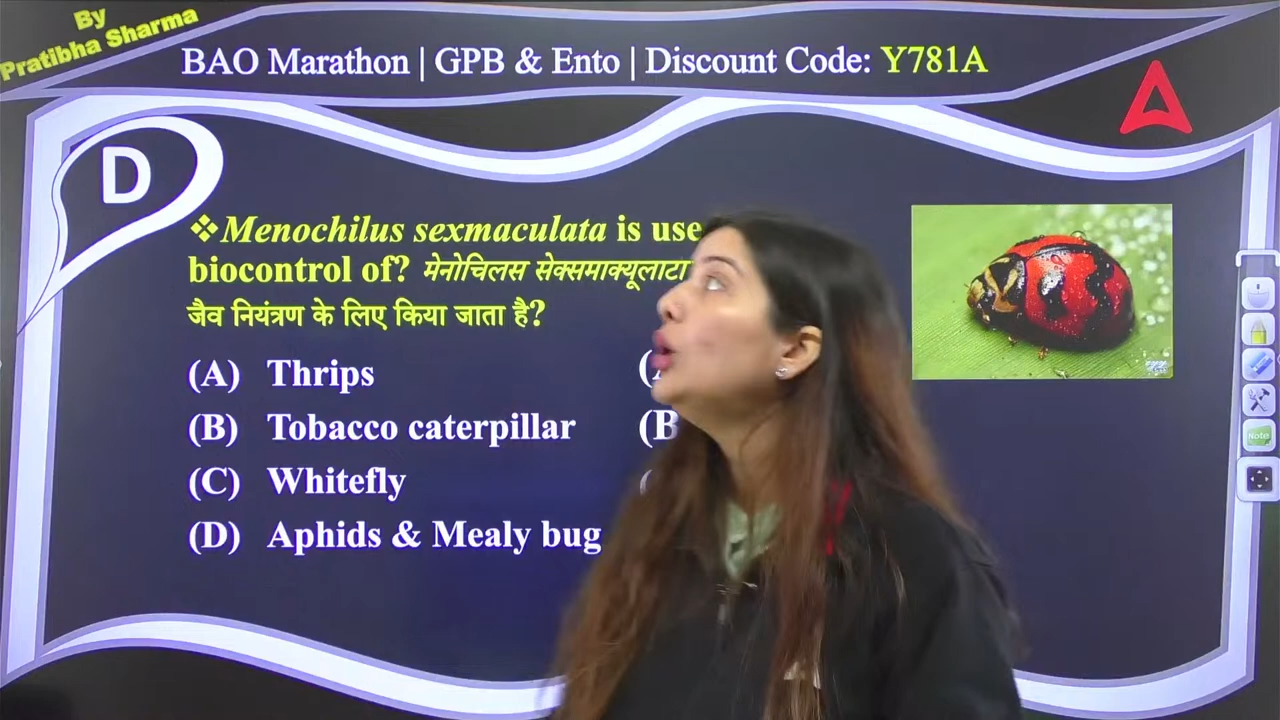 By
Pratibha Sharma
BAO Marathon | GPB & Ento | Discount Code: Y781A
D
❖Menochilus sexmaculata is use
biocontrol of? मेनोचिलस सेक्समाक्यूलाटा
जैव नियंत्रण के लिए किया जाता है?
(A) Thrips
(B) Tobacco caterpillar (B
(C) Whitefly
(D) Aphids & Mealy bug
Note